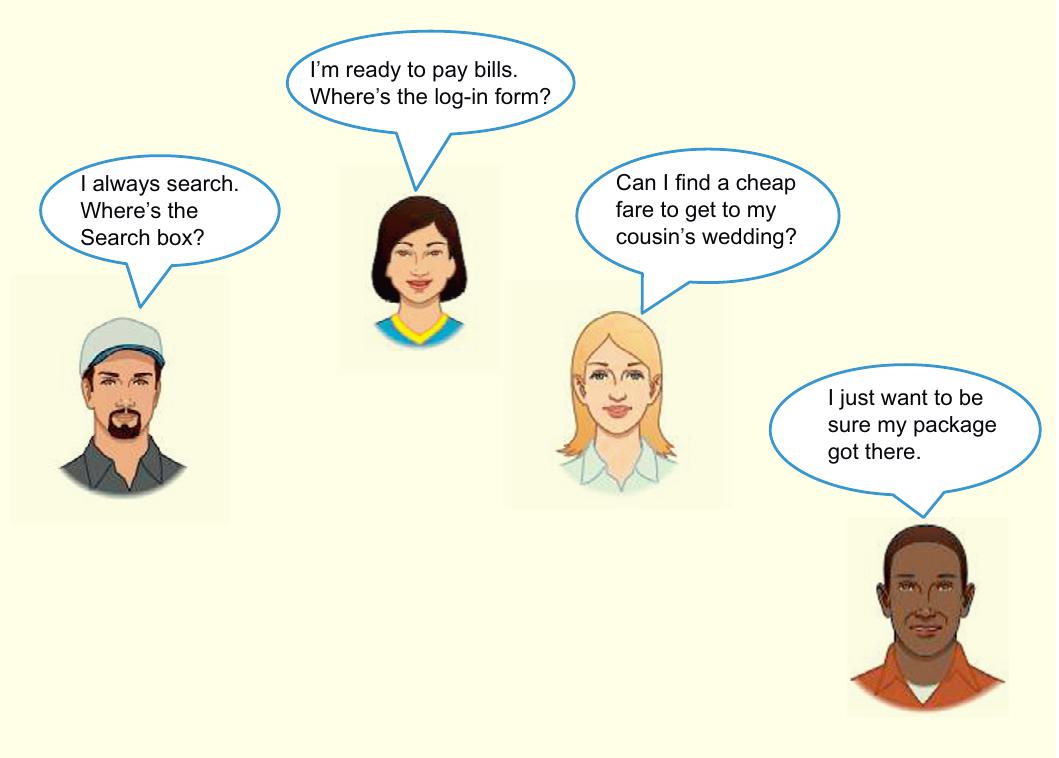 I’m ready to pay bills.
Where’s the log-in form?
I always search.
Where’s the
Search box?
Can I find a cheap
fare to get to my
cousin’s wedding?
I just want to be
sure my package
got there.